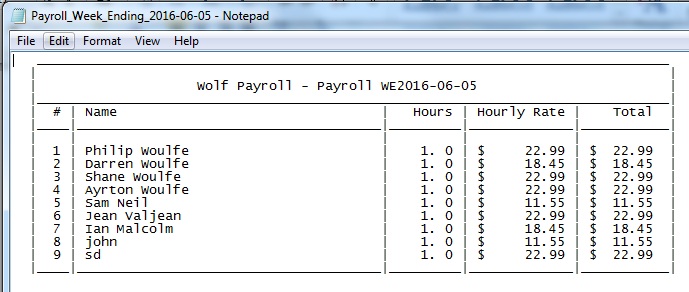 Payroll_Week_Ending_2016-06-05 - Notepad
File Edit Format View Help
Wolf Payroll - Payroll WE2016-06-05
# | Name | Hours | Hourly Rate | Total
1 | Philip Woulfe | 1. 0 | $ 22.99 | $ 22.99
2 | Darren Woulfe | 1. 0 | $ 18.45 | $ 18.45
3 | Shane Woulfe | 1. 0 | $ 22.99 | $ 22.99
4 | Ayrton Woulfe | 1. 0 | $ 22.99 | $ 22.99
5 | Sam Neil | 1. 0 | $ 11.55 | $ 11.55
6 | Jean Valjean | 1. 0 | $ 22.99 | $ 22.99
7 | Ian Malcolm | 1. 0 | $ 18.45 | $ 18.45
8 | john | 1. 0 | $ 11.55 | $ 11.55
9 | sd | 1. 0 | $ 22.99 | $ 22.99